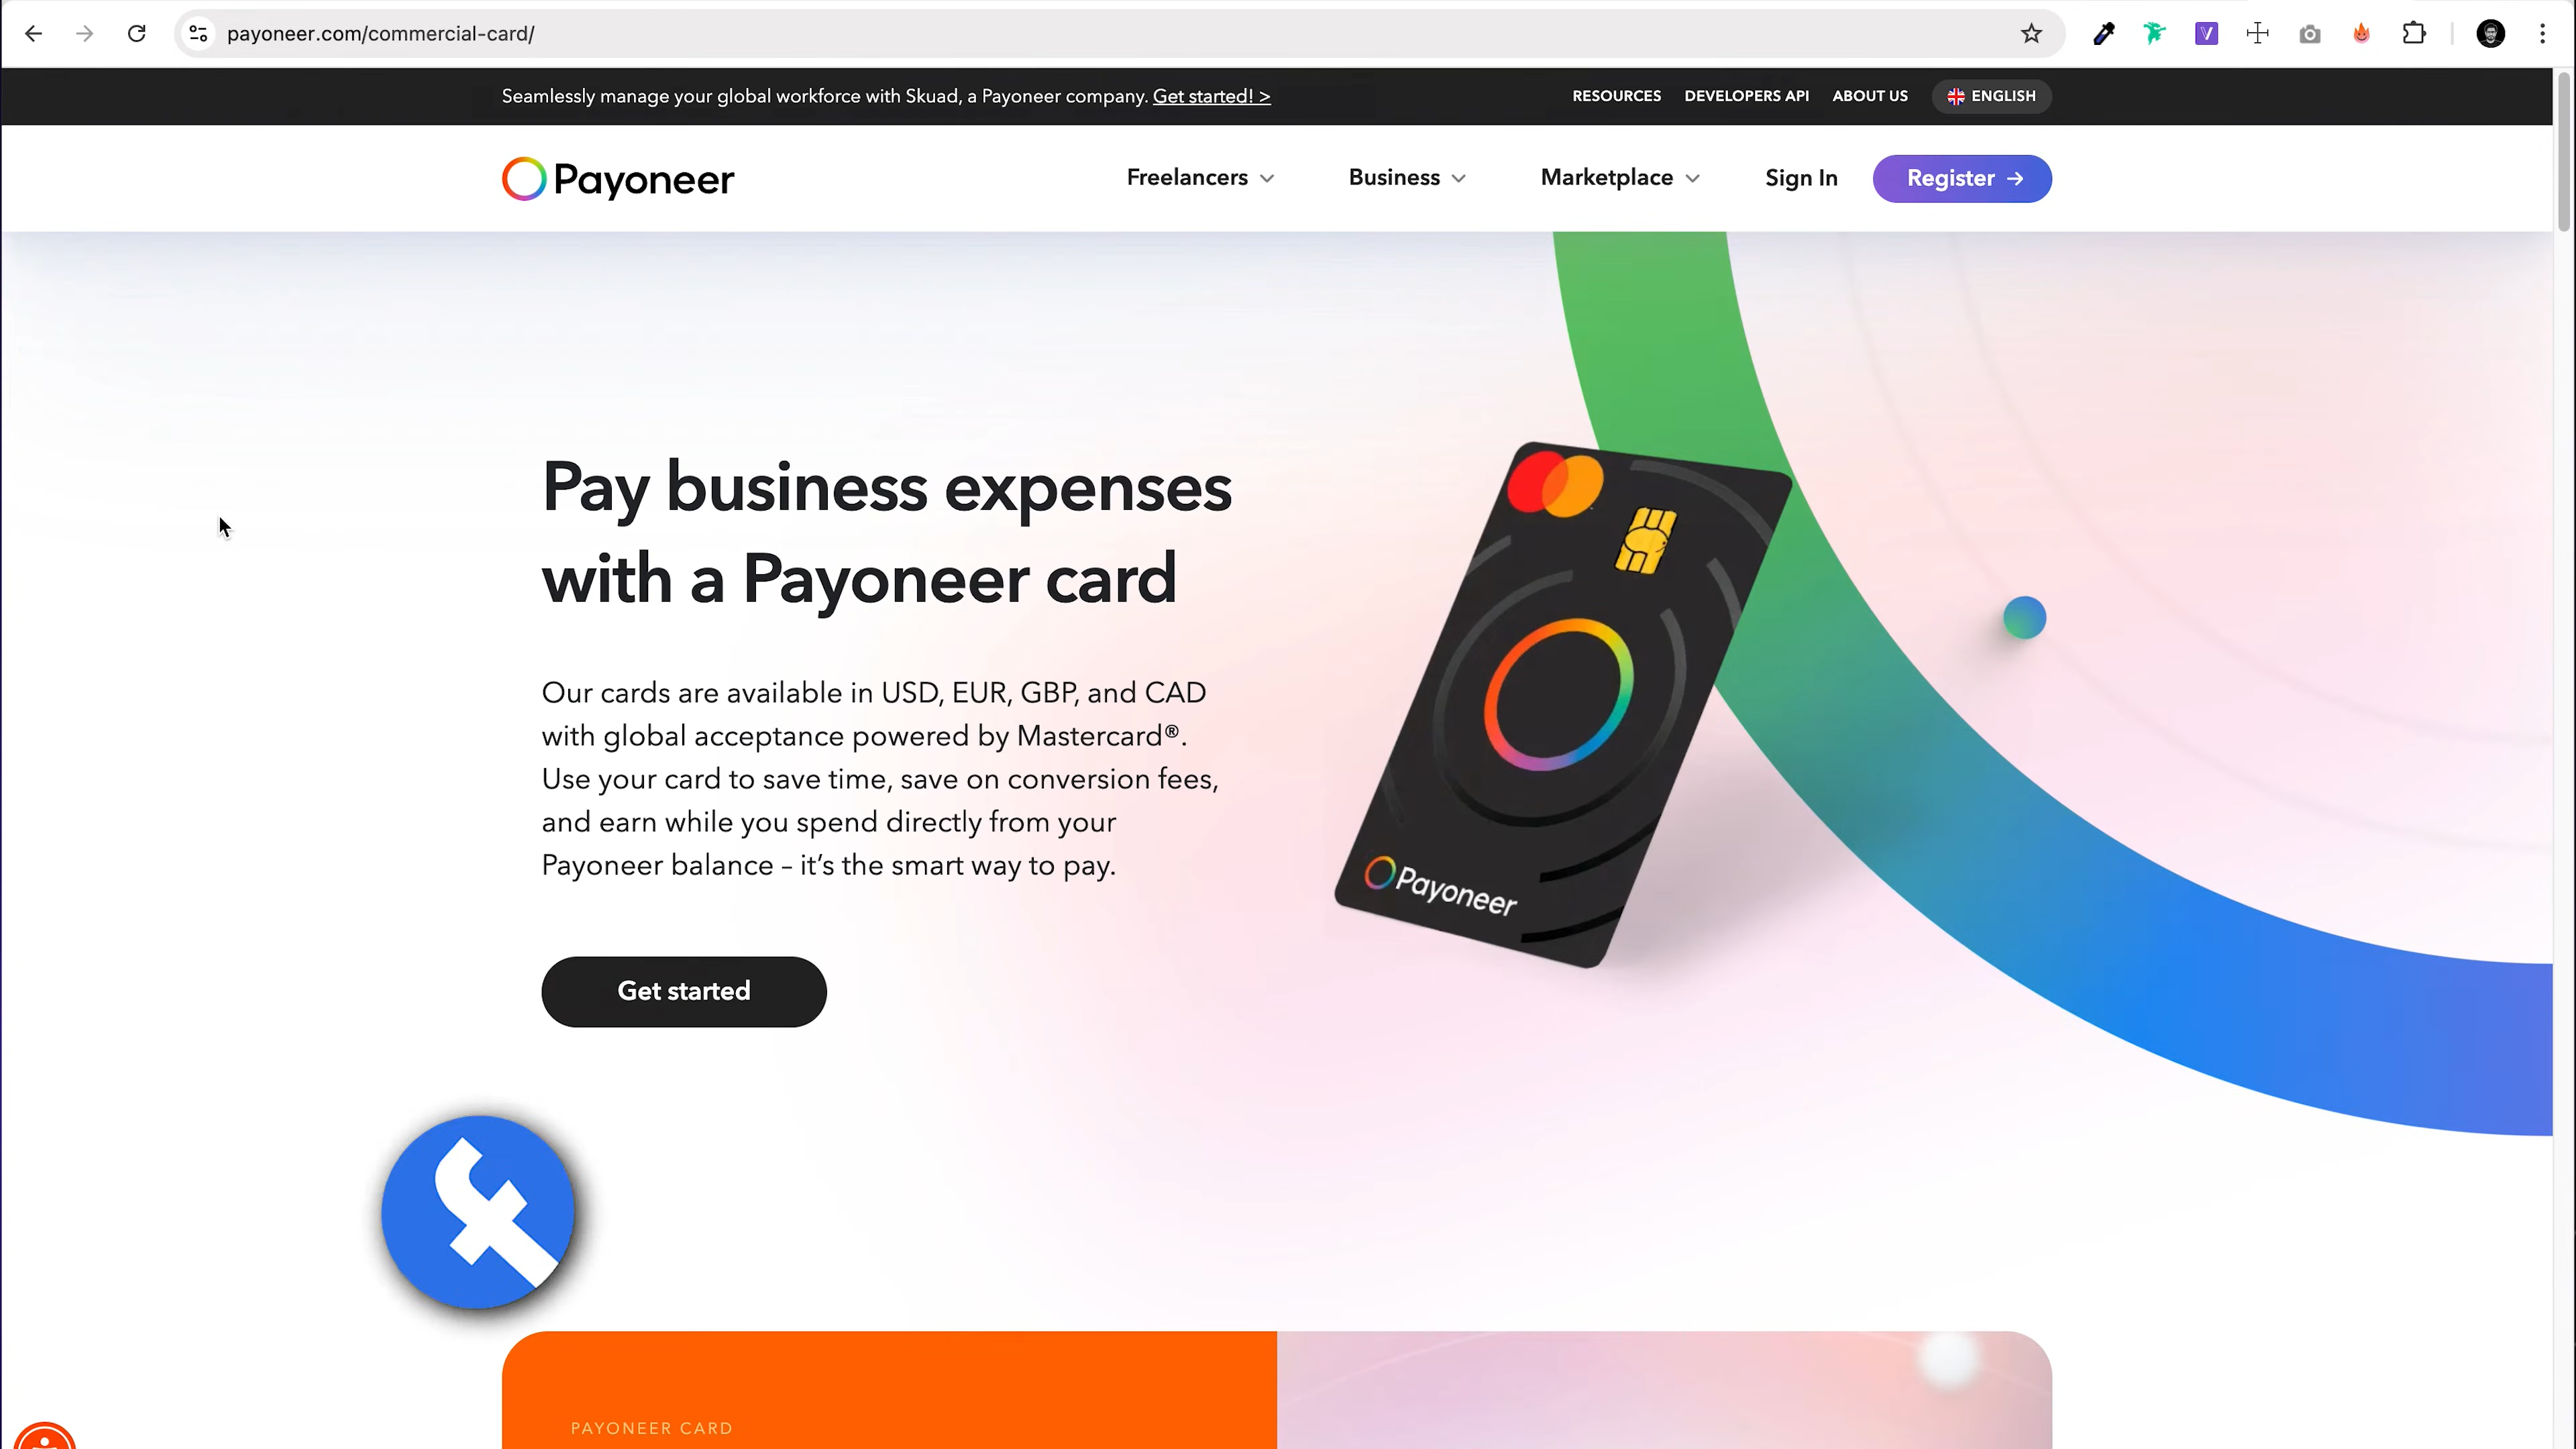 payoneer.com/commercial-card/
Seamlessly manage your global workforce with Skuad, a Payoneer company. Get started! >
RESOURCES
DEVELOPERS API
ABOUT US
ENGLISH
Payoneer
Freelancers
Business
Marketplace
Sign In
Register →
Pay business expenses
with a Payoneer card
Our cards are available in USD, EUR, GBP, and CAD
with global acceptance powered by Mastercard®.
Use your card to save time, save on conversion fees,
and earn while you spend directly from your
Payoneer balance – it’s the smart way to pay.
Payoneer
Get started
PAYONEER CARD